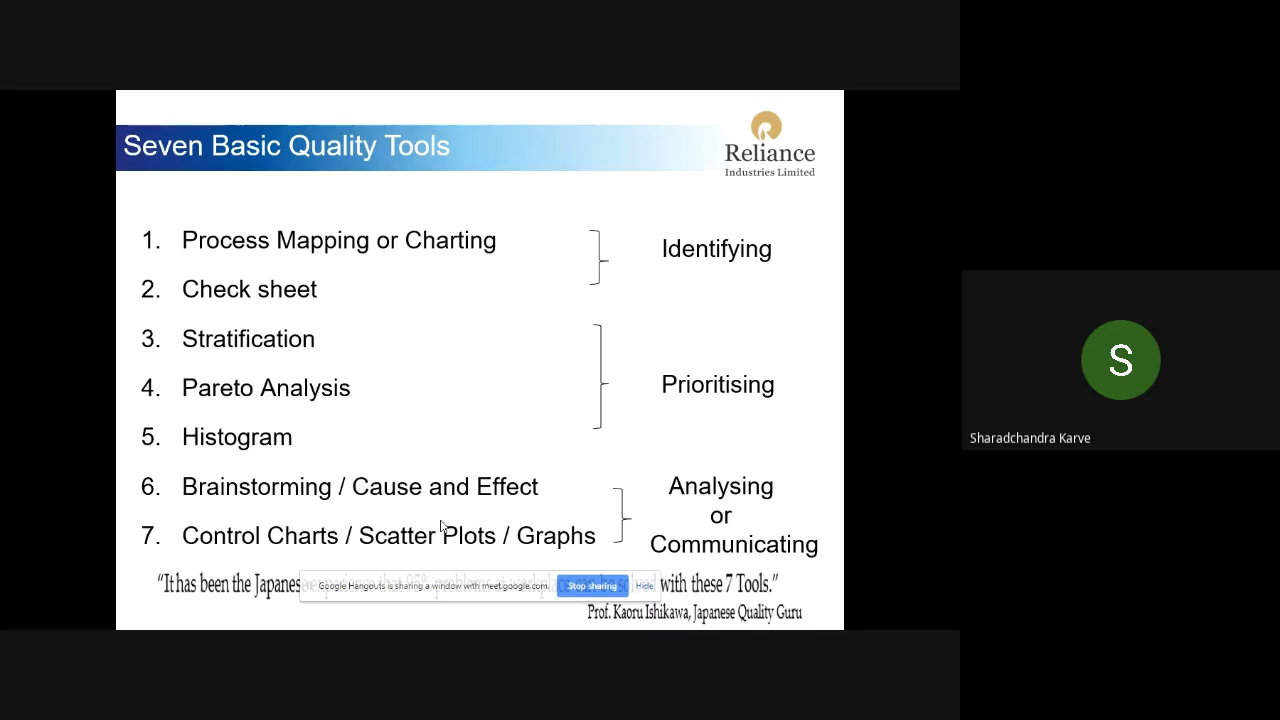 Seven Basic Quality Tools
Reliance
Industries Limited
1. Process Mapping or Charting
Identifying
2. Check sheet
3. Stratification
4. Pareto Analysis
Prioritising
5. Histogram
6. Brainstorming / Cause and Effect
7. Control Charts / Scatter Plots / Graphs
Analysing
or
Communicating
"It has been the Japanese with these 7 Tools."
Google Hangouts is sharing a window with meet.google.com. Stop sharing Hide
Prof. Kaoru Ishikawa, Japanese Quality Guru
S
Sharadchandra Karve